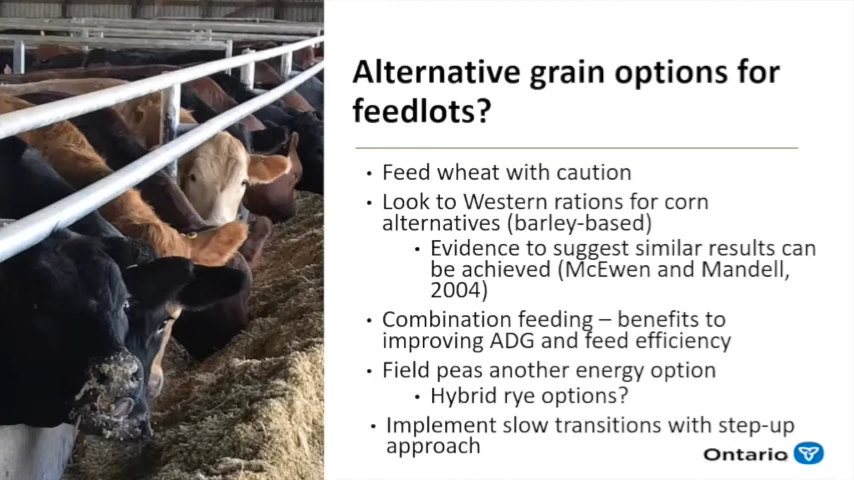 Alternative grain options for
feedlots?
• Feed wheat with caution
• Look to Western rations for corn
alternatives (barley-based)
• Evidence to suggest similar results can
be achieved (McEwen and Mandell,
2004)
• Combination feeding – benefits to
improving ADG and feed efficiency
• Field peas another energy option
• Hybrid rye options?
• Implement slow transitions with step-up
approach
Ontario